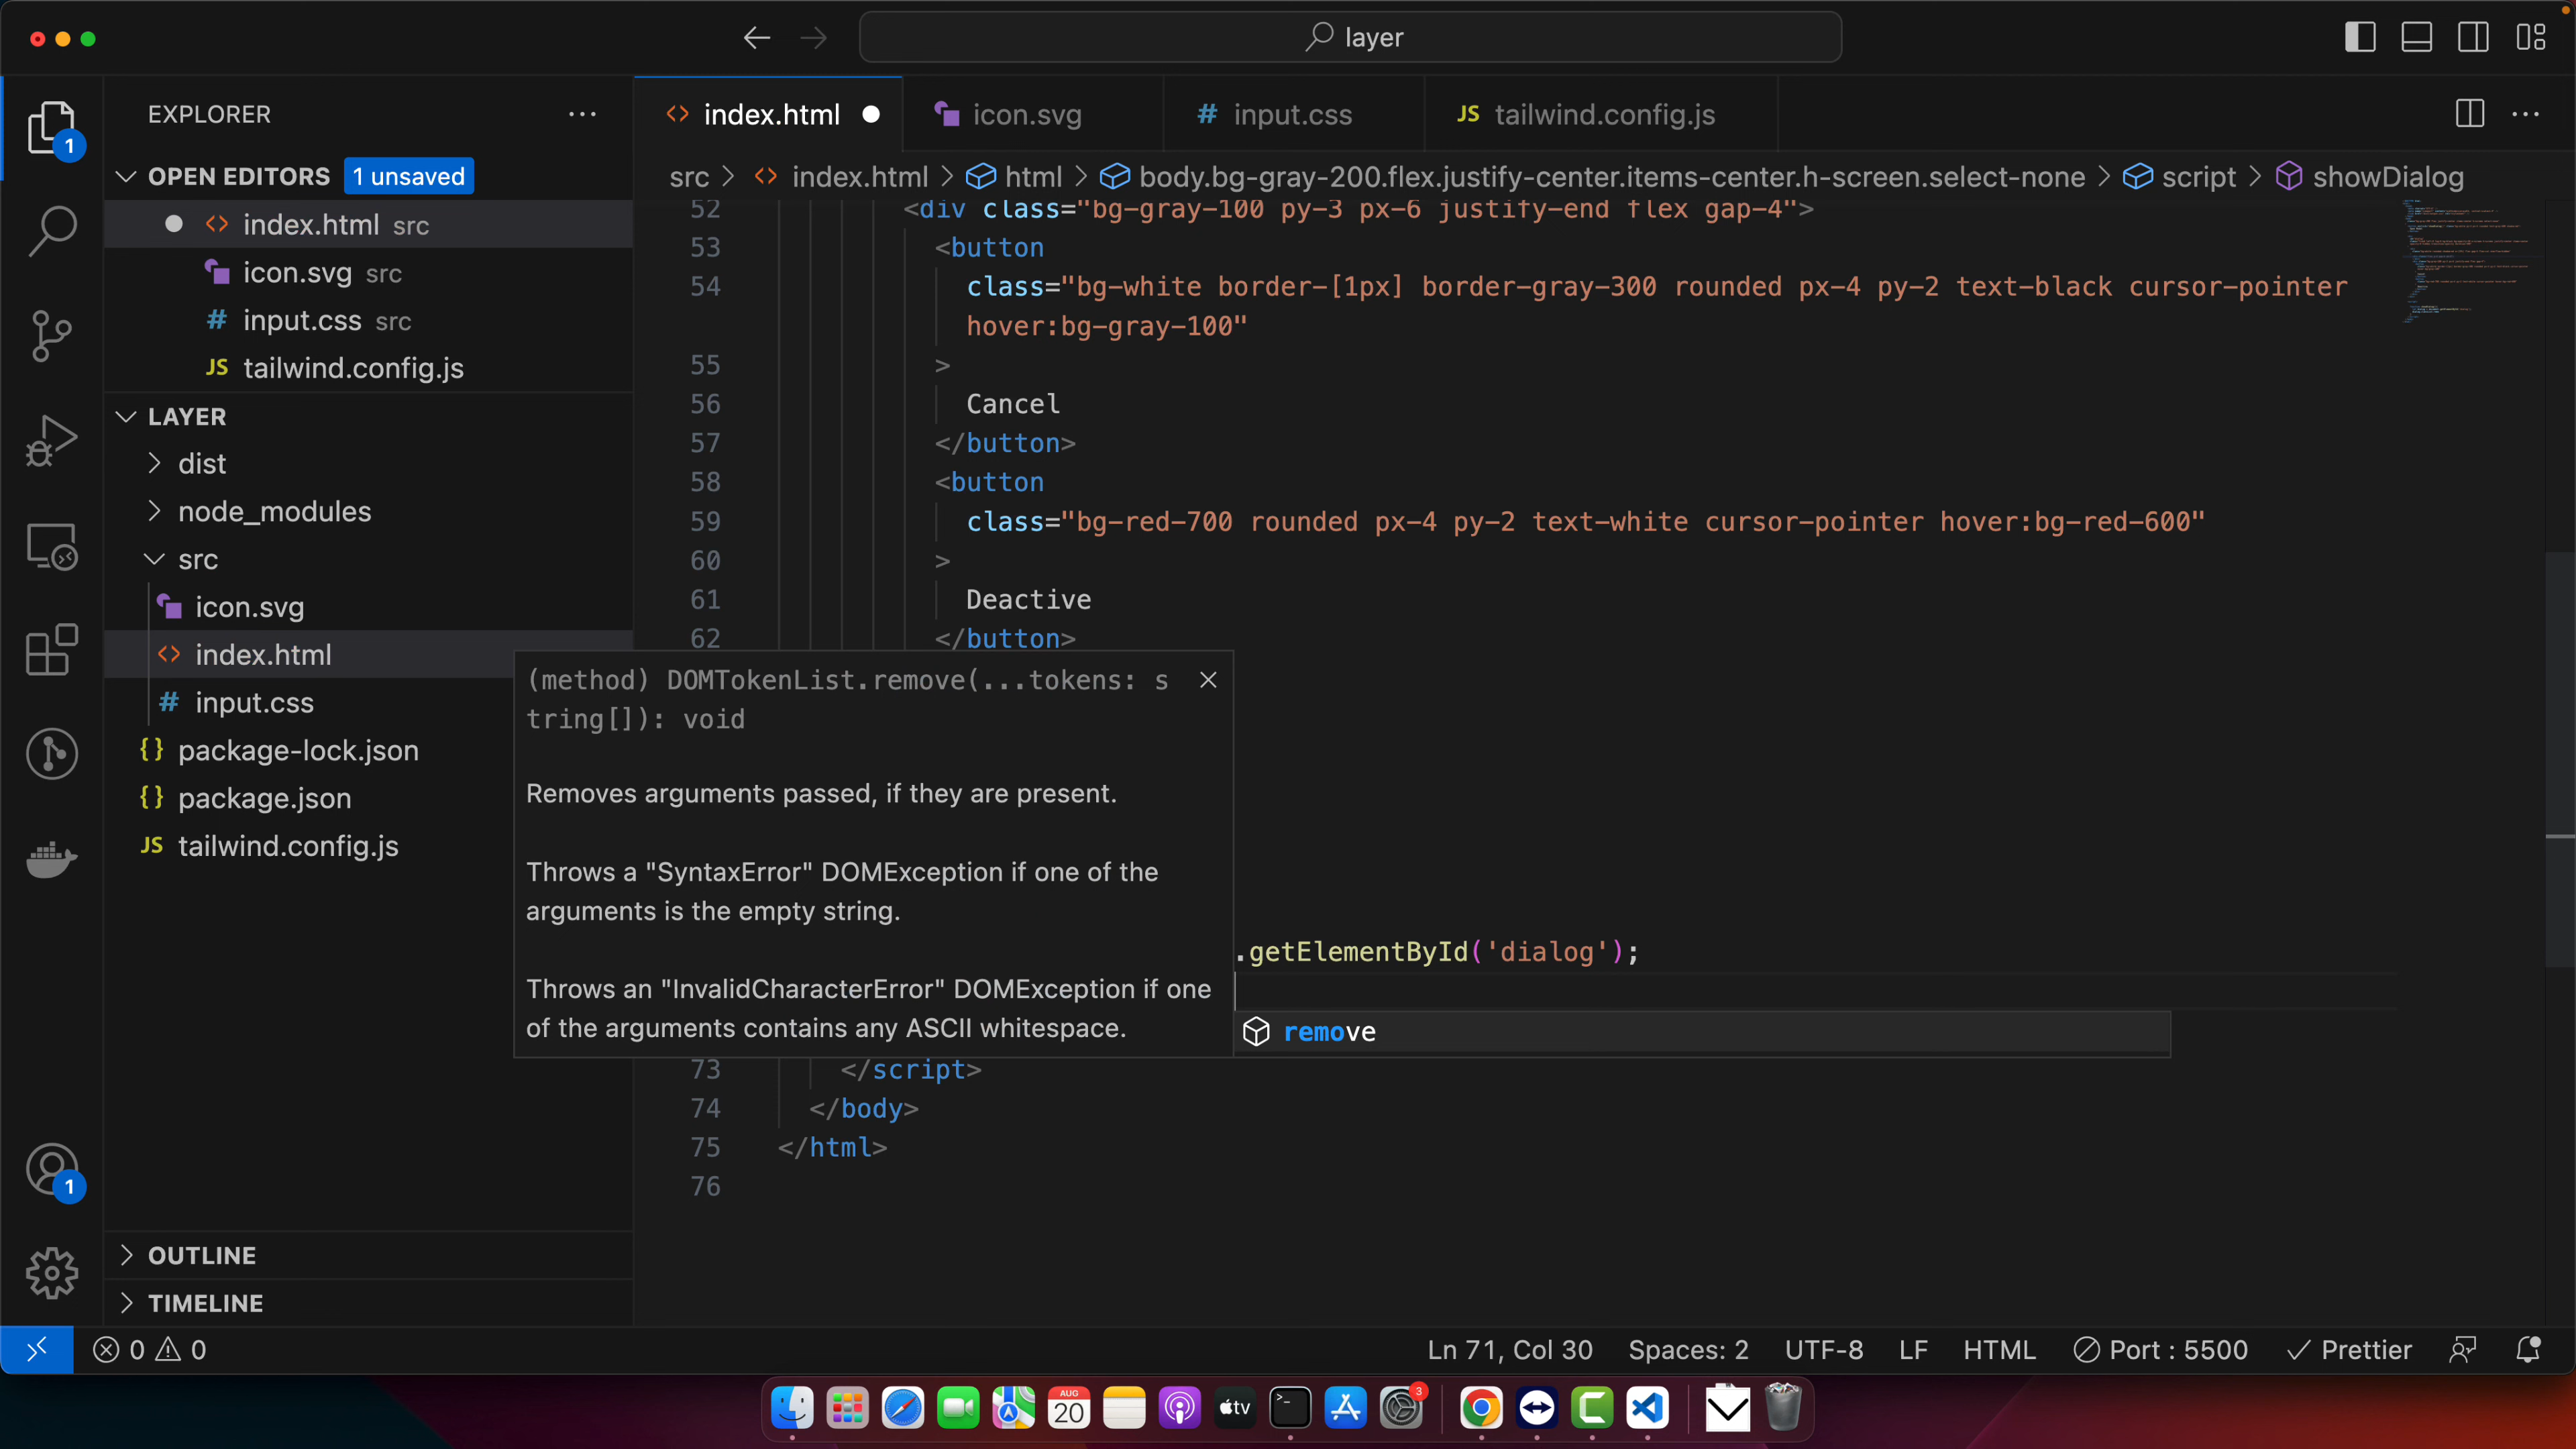 layer
EXPLORER
index.html
icon.svg
# input.css
JS tailwind.config.js
1
OPEN EDITORS 1 unsaved
src > index.html > html > body.bg-gray-200.flex.justify-center.items-center.h-screen.select-none > script > showDialog
index.html src
icon.svg src
# input.css src
JS tailwind.config.js
LAYER
dist
node_modules
src
icon.svg
index.html
# input.css
{} package-lock.json
{} package.json
JS tailwind.config.js
52 <div class="bg-gray-100 py-3 px-6 justify-end flex gap-4">
53 <button
54 class="bg-white border-[1px] border-gray-300 rounded px-4 py-2 text-black cursor-pointer
hover:bg-gray-100"
55 >
56 Cancel
57 </button>
58 <button
59 class="bg-red-700 rounded px-4 py-2 text-white cursor-pointer hover:bg-red-600"
60 >
61 Deactive
62 </button>
(method) DOMTokenList.remove(...tokens: s
tring[]): void
Removes arguments passed, if they are present.
Throws a "SyntaxError" DOMException if one of the
arguments is the empty string.
Throws an "InvalidCharacterError" DOMException if one
of the arguments contains any ASCII whitespace.
.getElementById('dialog');
remove
73 </script>
74 </body>
75 </html>
76
1
OUTLINE
TIMELINE
0 0
Ln 71, Col 30 Spaces: 2 UTF-8 LF HTML Port : 5500 Prettier
AUG
20
tv
3